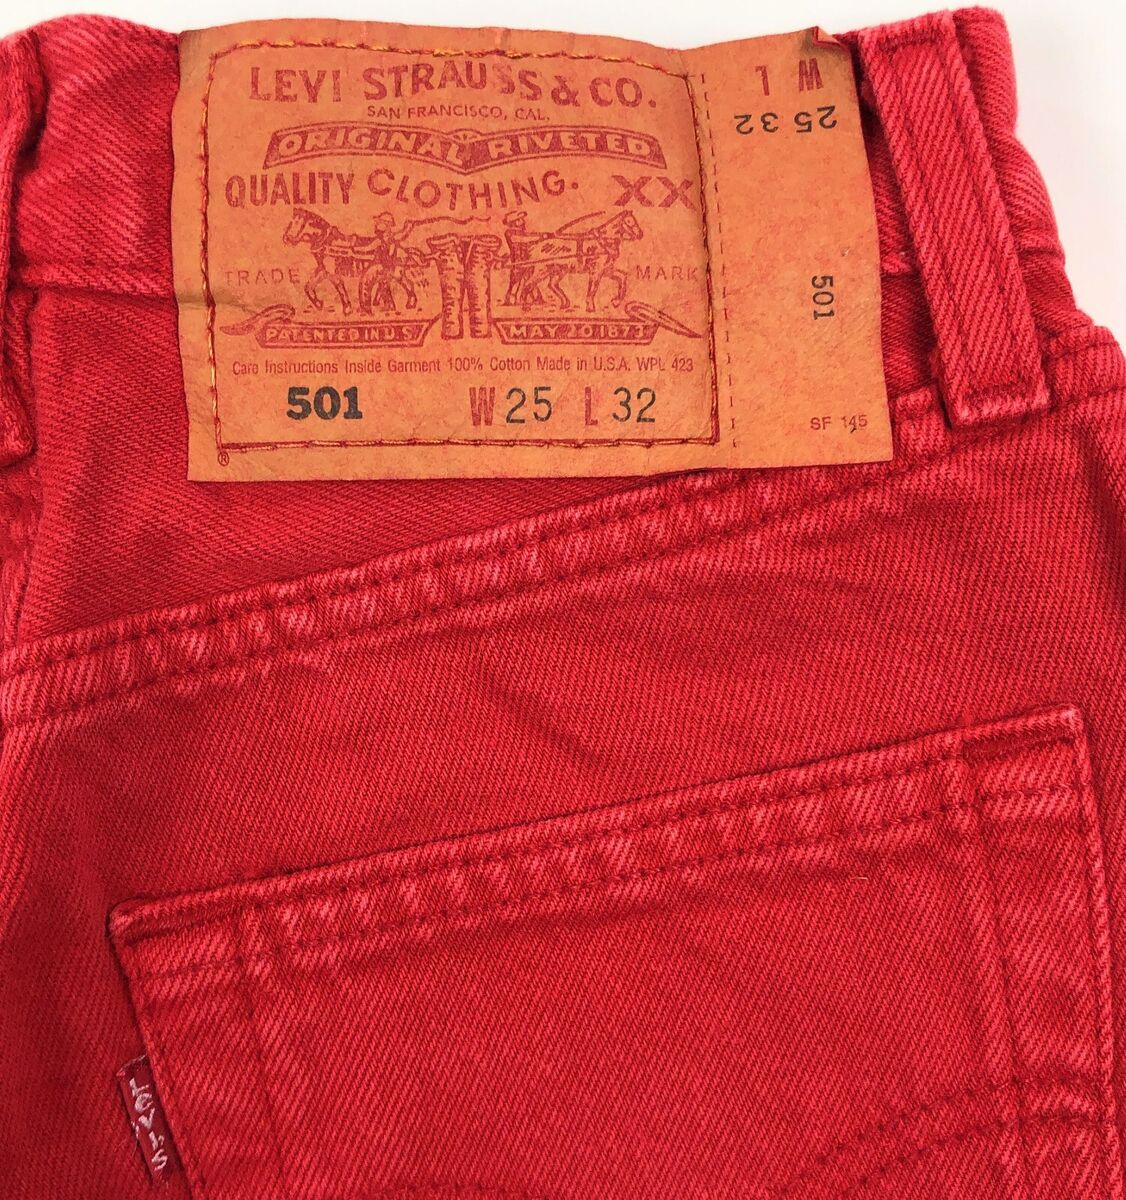 LEVI STRAUSS & CO.
SAN FRANCISCO, CAL.
ORIGINAL RIVETED
QUALITY CLOTHING. XX
TRADE MARK
PATENTED IN U.S. MAY 20 1873
Care Instructions Inside Garment 100% Cotton Made in U.S.A. WPL 423
501 W25 L32
®
W L
25 32
501
SF 145
LEVI'S